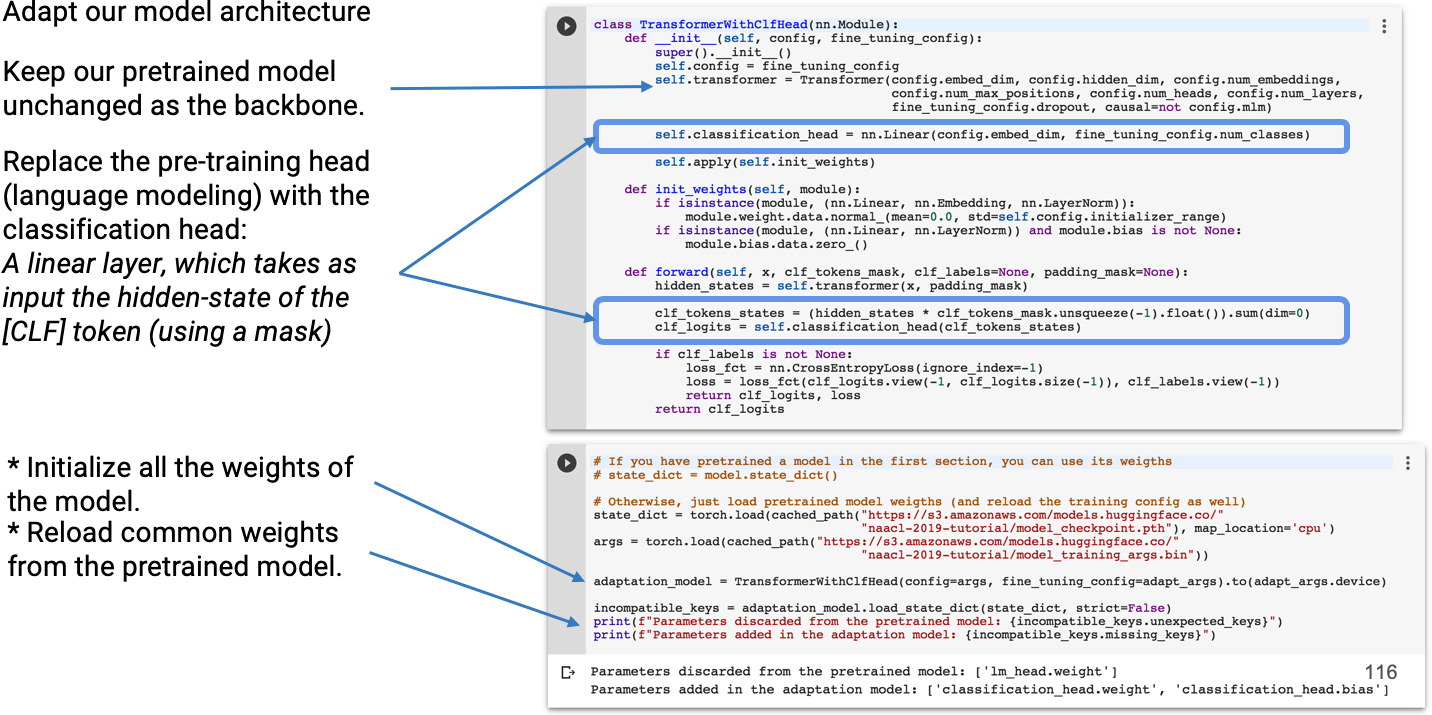 Adapt our model architecture
Keep our pretrained model
unchanged as the backbone.
Replace the pre-training head
(language modeling) with the
classification head:
A linear layer, which takes as
input the hidden-state of the
[CLF] token (using a mask)
* Initialize all the weights of
the model.
* Reload common weights
from the pretrained model.
class TransformerWithClfHead(nn.Module):
    def __init__(self, config, fine_tuning_config):
        super().__init__()
        self.config = fine_tuning_config
        self.transformer = Transformer(config.embed_dim, config.hidden_dim, config.num_embeddings,
                                       config.num_max_positions, config.num_heads, config.num_layers,
                                       fine_tuning_config.dropout, causal=not config.mlm)
        self.classification_head = nn.Linear(config.embed_dim, fine_tuning_config.num_classes)
        self.apply(self.init_weights)
    def init_weights(self, module):
        if isinstance(module, (nn.Linear, nn.Embedding, nn.LayerNorm)):
            module.weight.data.normal_(mean=0.0, std=self.config.initializer_range)
        if isinstance(module, (nn.Linear, nn.LayerNorm)) and module.bias is not None:
            module.bias.data.zero_()
    def forward(self, x, clf_tokens_mask, clf_labels=None, padding_mask=None):
        hidden_states = self.transformer(x, padding_mask)
        clf_tokens_states = (hidden_states * clf_tokens_mask.unsqueeze(-1).float()).sum(dim=0)
        clf_logits = self.classification_head(clf_tokens_states)
        if clf_labels is not None:
            loss_fct = nn.CrossEntropyLoss(ignore_index=-1)
            loss = loss_fct(clf_logits.view(-1, clf_logits.size(-1)), clf_labels.view(-1))
            return clf_logits, loss
        return clf_logits
# If you have pretrained a model in the first section, you can use its weigths
# state_dict = model.state_dict()
# Otherwise, just load pretrained model weigths (and reload the training config as well)
state_dict = torch.load(cached_path("https://s3.amazonaws.com/models.huggingface.co/"
                                    "naacl-2019-tutorial/model_checkpoint.pth"), map_location='cpu')
args = torch.load(cached_path("https://s3.amazonaws.com/models.huggingface.co/"
                              "naacl-2019-tutorial/model_training_args.bin"))
adaptation_model = TransformerWithClfHead(config=args, fine_tuning_config=adapt_args).to(adapt_args.device)
incompatible_keys = adaptation_model.load_state_dict(state_dict, strict=False)
print(f"Parameters discarded from the pretrained model: {incompatible_keys.unexpected_keys}")
print(f"Parameters added in the adaptation model: {incompatible_keys.missing_keys}")
Parameters discarded from the pretrained model: ['lm_head.weight']
116
Parameters added in the adaptation model: ['classification_head.weight', 'classification_head.bias']